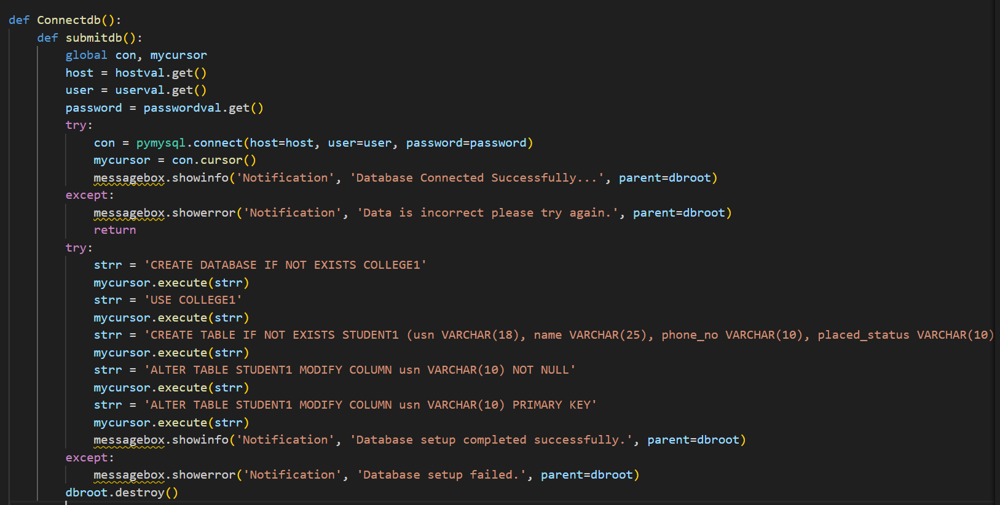 def Connectdb():
    def submitdb():
        global con, mycursor
        host = hostval.get()
        user = userval.get()
        password = passwordval.get()
        try:
            con = pymysql.connect(host=host, user=user, password=password)
            mycursor = con.cursor()
            messagebox.showinfo('Notification', 'Database Connected Successfully...', parent=dbroot)
        except:
            messagebox.showerror('Notification', 'Data is incorrect please try again.', parent=dbroot)
            return
        try:
            strr = 'CREATE DATABASE IF NOT EXISTS COLLEGE1'
            mycursor.execute(strr)
            strr = 'USE COLLEGE1'
            mycursor.execute(strr)
            strr = 'CREATE TABLE IF NOT EXISTS STUDENT1 (usn VARCHAR(18), name VARCHAR(25), phone_no VARCHAR(10), placed_status VARCHAR(10)
            mycursor.execute(strr)
            strr = 'ALTER TABLE STUDENT1 MODIFY COLUMN usn VARCHAR(10) NOT NULL'
            mycursor.execute(strr)
            strr = 'ALTER TABLE STUDENT1 MODIFY COLUMN usn VARCHAR(10) PRIMARY KEY'
            mycursor.execute(strr)
            messagebox.showinfo('Notification', 'Database setup completed successfully.', parent=dbroot)
        except:
            messagebox.showerror('Notification', 'Database setup failed.', parent=dbroot)
        dbroot.destroy()